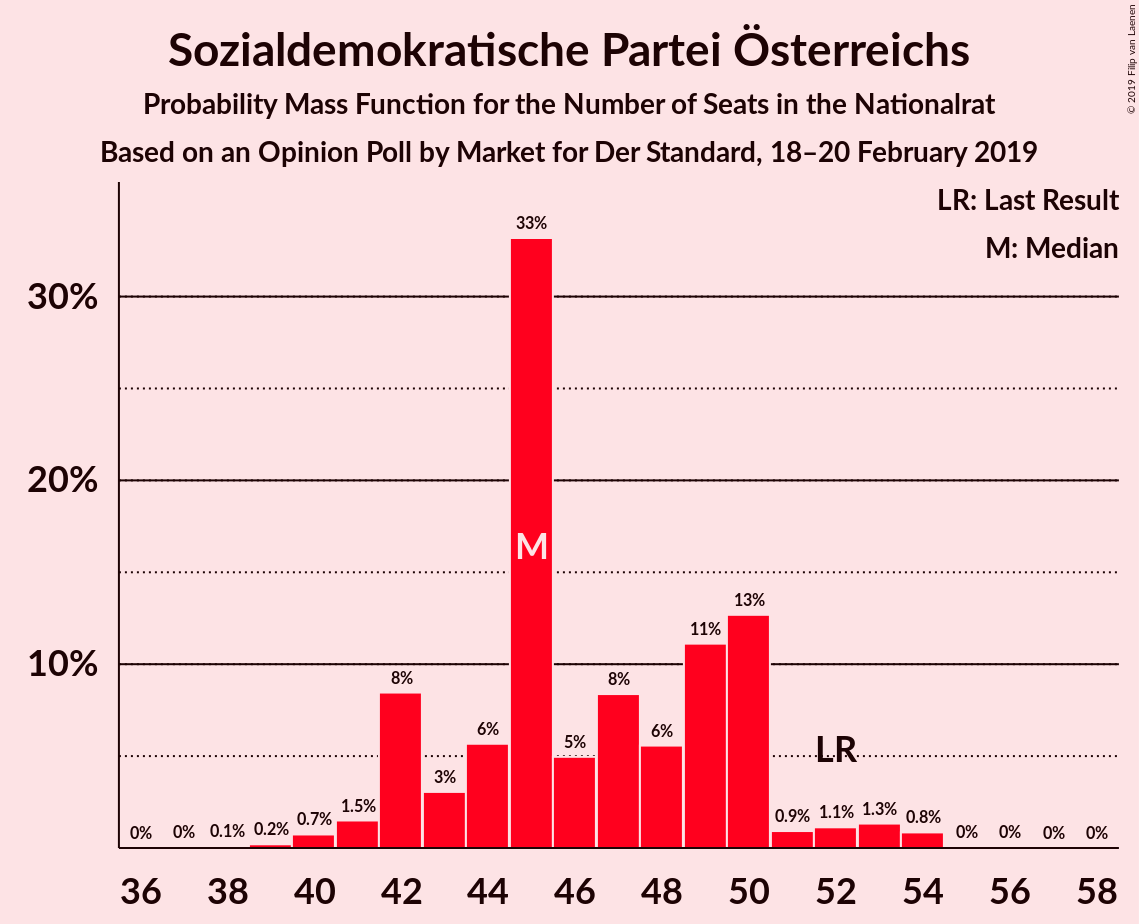 Sozialdemokratische Partei Österreichs
Probability Mass Function for the Number of Seats in the Nationalrat
Based on an Opinion Poll by Market for Der Standard, 18–20 February 2019
© 2019 Filip van Laenen
LR: Last Result
M: Median
30%
20%
10%
0% 0% 0.1% 0.2% 0.7% 1.5% 8% 3% 6% 33% 5% 8% 6% 11% 13% 0.9% 1.1% 1.3% 0.8% 0% 0% 0% 0%
M
LR
36 38 40 42 44 46 48 50 52 54 56 58